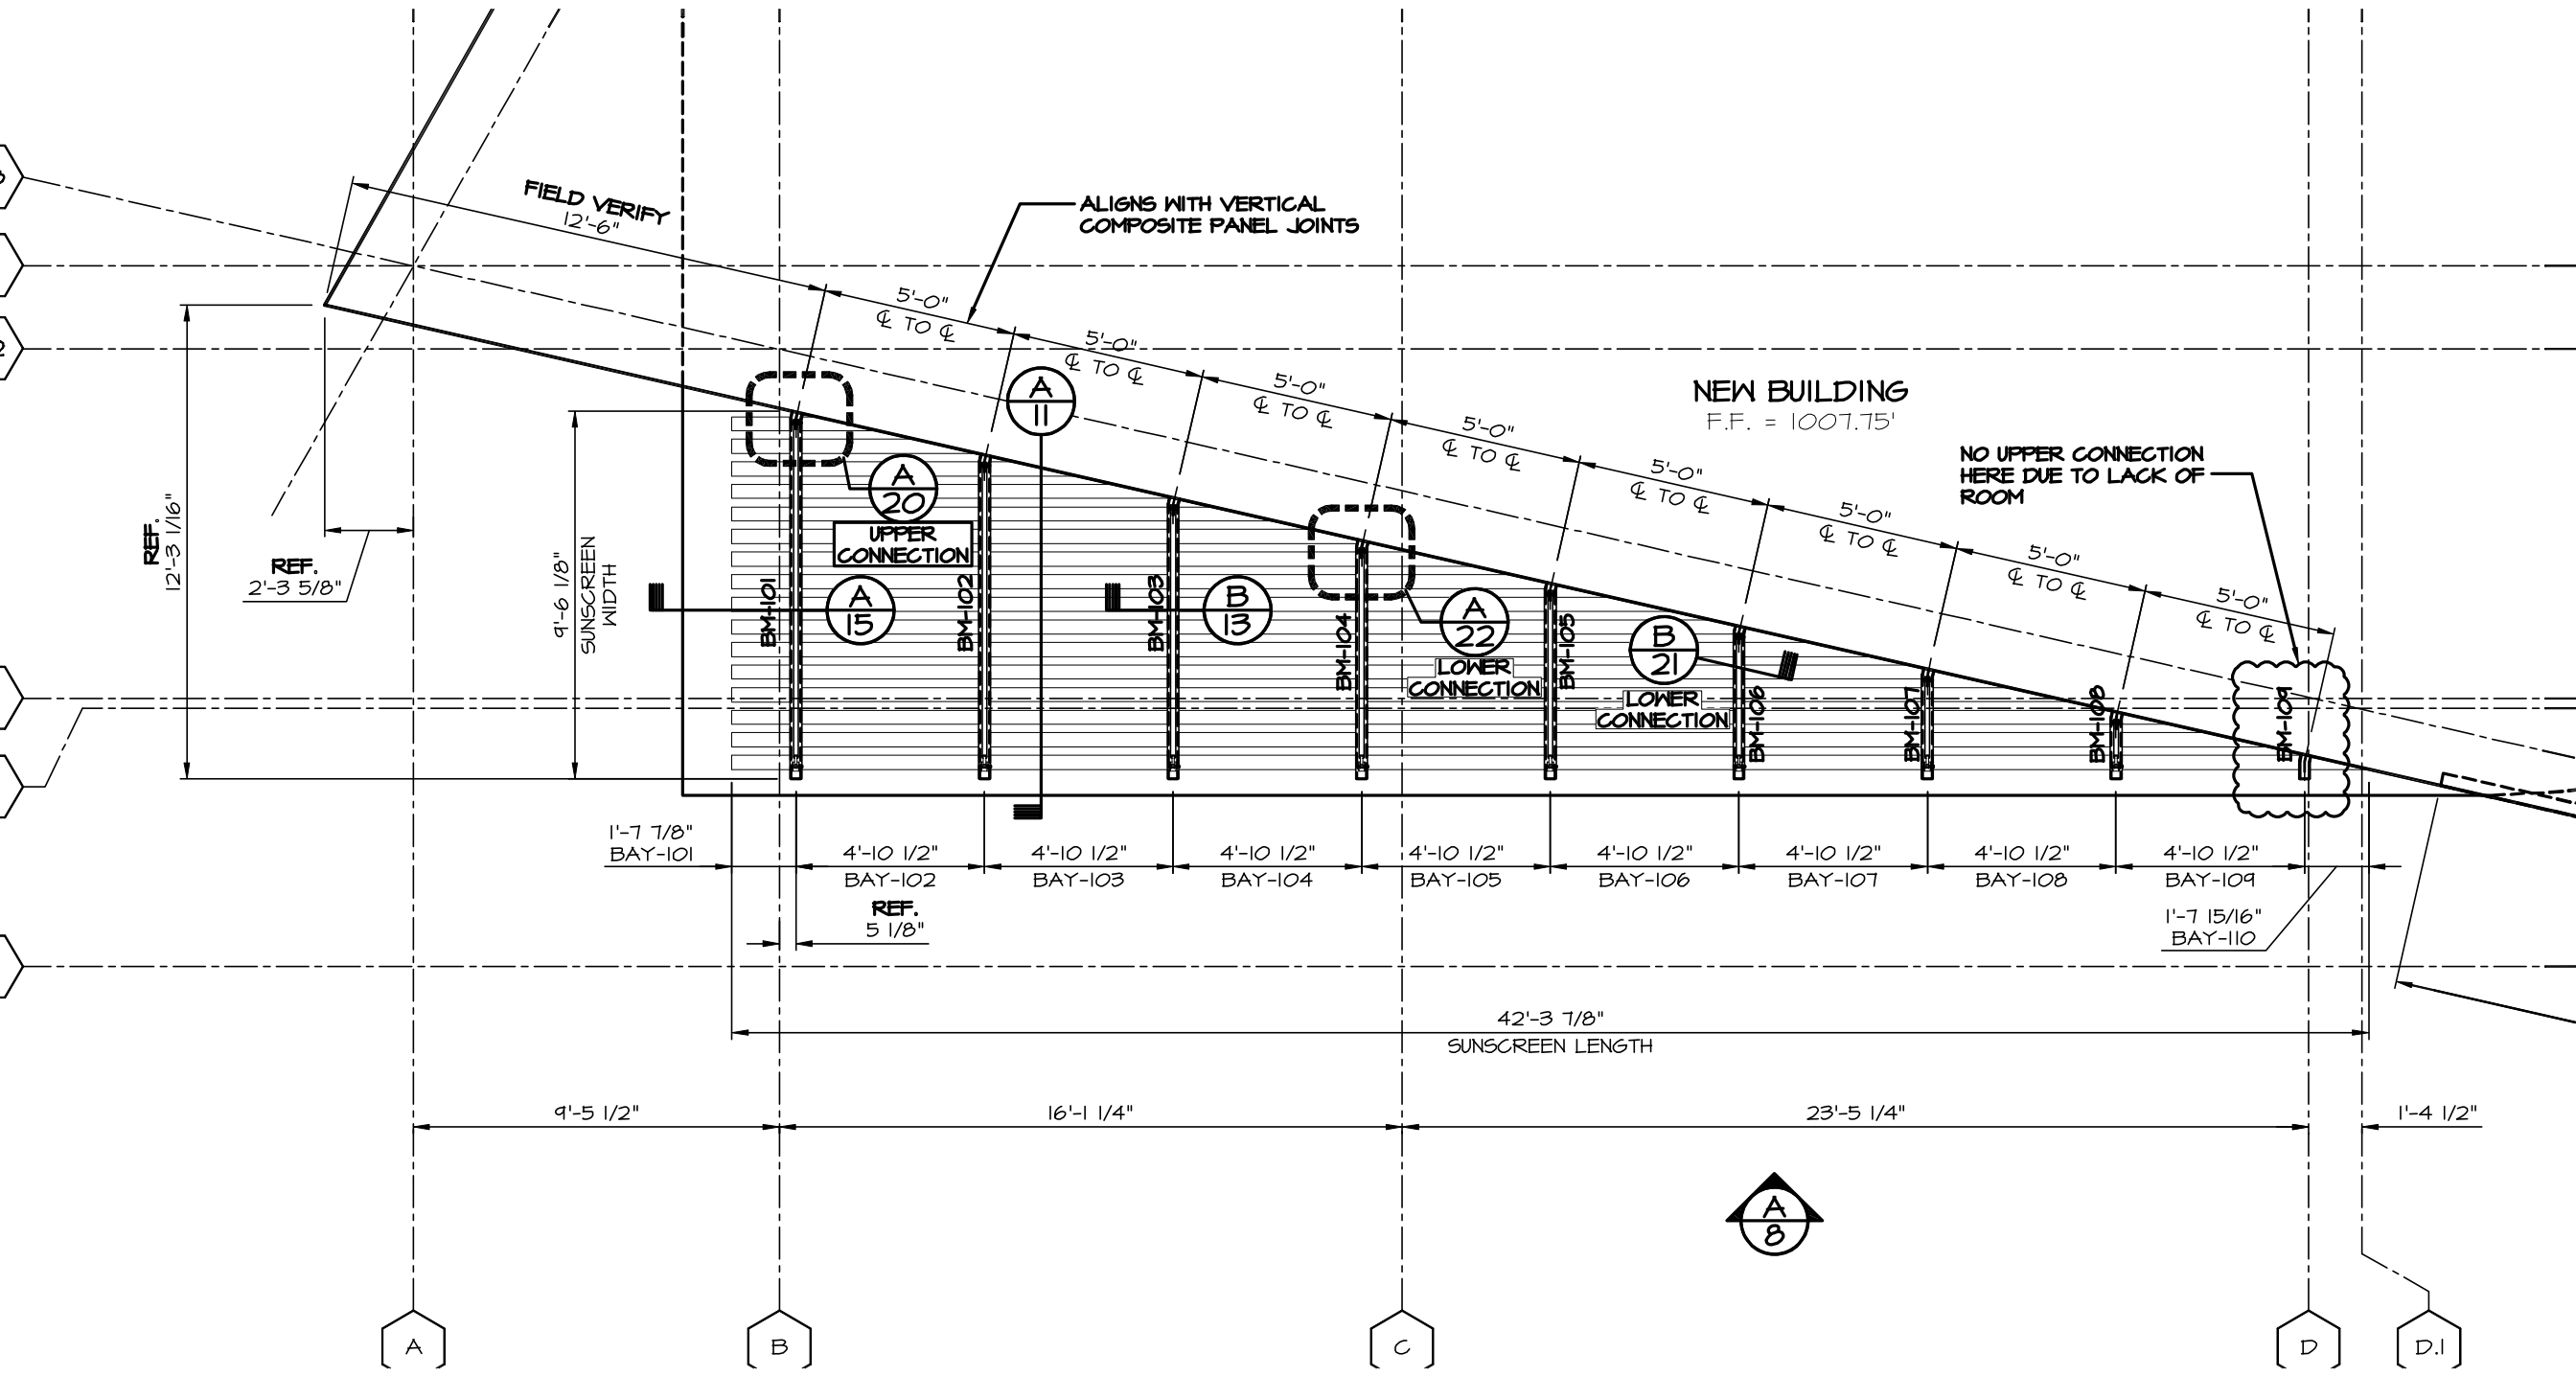 FIELD VERIFY
12'-6"
ALIGNS WITH VERTICAL
COMPOSITE PANEL JOINTS
5'-0"
℄ TO ℄
5'-0"
℄ TO ℄
5'-0"
℄ TO ℄
5'-0"
℄ TO ℄
5'-0"
℄ TO ℄
5'-0"
℄ TO ℄
5'-0"
℄ TO ℄
5'-0"
℄ TO ℄
NEW BUILDING
F.F. = 1007.75'
NO UPPER CONNECTION
HERE DUE TO LACK OF
ROOM
A
11
A
20
UPPER
CONNECTION
A
15
B
13
A
22
LOWER
CONNECTION
B
21
LOWER
CONNECTION
REF.
12'-3 1/16"
REF.
2'-3 5/8"
9'-6 1/8"
SUNSCREEN
WIDTH
BM-101
BM-102
BM-103
BM-104
BM-105
BM-106
BM-107
BM-108
BM-109
1'-7 7/8"
BAY-101
4'-10 1/2"
BAY-102
4'-10 1/2"
BAY-103
4'-10 1/2"
BAY-104
4'-10 1/2"
BAY-105
4'-10 1/2"
BAY-106
4'-10 1/2"
BAY-107
4'-10 1/2"
BAY-108
4'-10 1/2"
BAY-109
1'-7 15/16"
BAY-110
REF.
5 1/8"
42'-3 7/8"
SUNSCREEN LENGTH
9'-5 1/2"
16'-1 1/4"
23'-5 1/4"
1'-4 1/2"
A
8
A
B
C
D
D.1